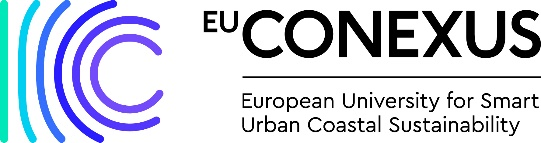 EU CONEXUS
European University for Smart
Urban Coastal Sustainability